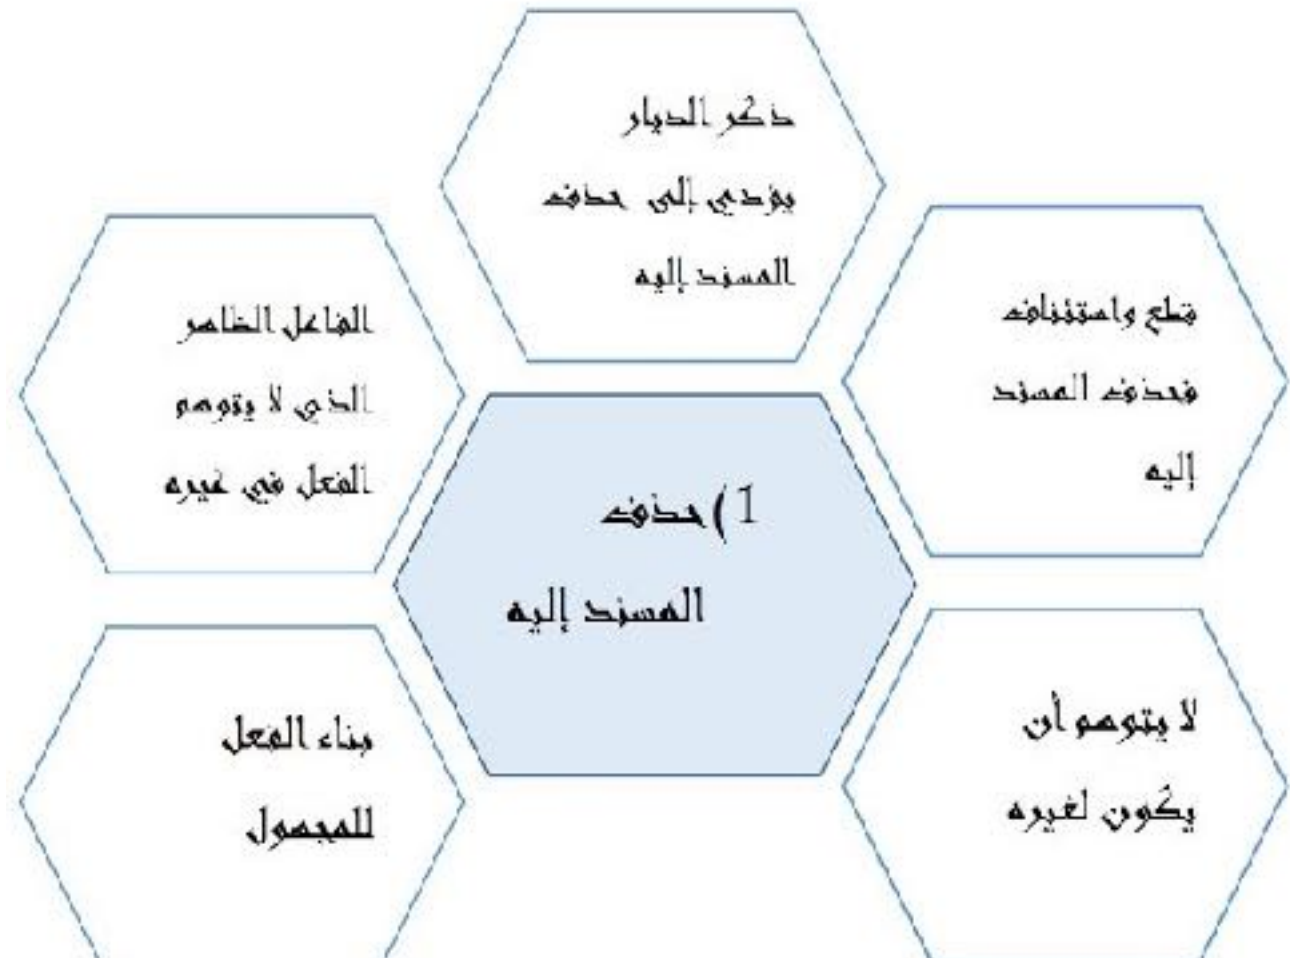 ذكر الديار
يؤدي إلى حذف
المسند إليه
قطع واستئناف
فحذف المسند
إليه
الفاعل الظاهر
الذي لا يتوهم
الفعل في غيره
1) حذف
المسند إليه
لا يتوهم أن
يكون لغيره
بناء الفعل
للمجهول